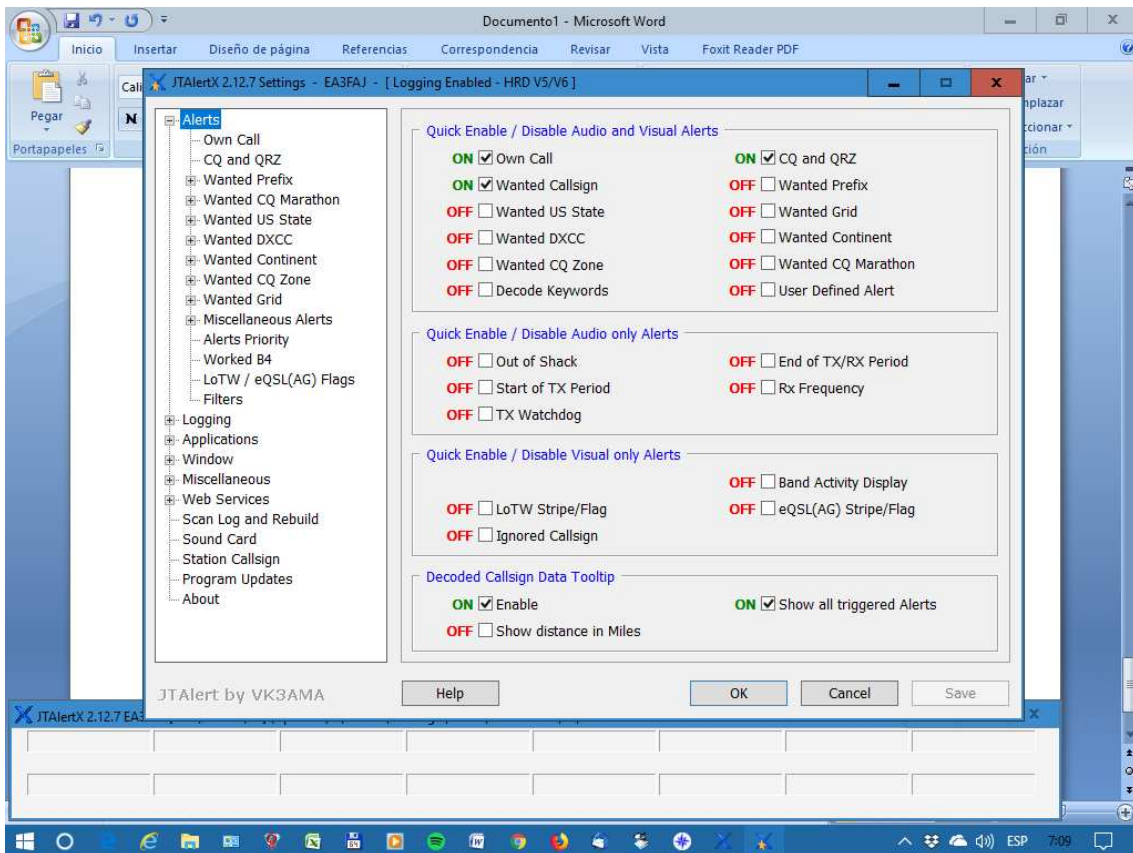 Documento1 - Microsoft Word
Inicio Insertar Diseño de página Referencias Correspondencia Revisar Vista Foxit Reader PDF
Pegar
Cali
N
Portapapeles
JTAlertX 2.12.7 Settings - EA3FAJ - [ Logging Enabled - HRD V5/V6 ]
Alerts
Own Call
CQ and QRZ
Wanted Prefix
Wanted CQ Marathon
Wanted US State
Wanted DXCC
Wanted Continent
Wanted CQ Zone
Wanted Grid
Miscellaneous Alerts
Alerts Priority
Worked B4
LoTW / eQSL(AG) Flags
Filters
Logging
Applications
Window
Miscellaneous
Web Services
Scan Log and Rebuild
Sound Card
Station Callsign
Program Updates
About
Quick Enable / Disable Audio and Visual Alerts
ON Own Call ON CQ and QRZ
ON Wanted Callsign OFF Wanted Prefix
OFF Wanted US State OFF Wanted Grid
OFF Wanted DXCC OFF Wanted Continent
OFF Wanted CQ Zone OFF Wanted CQ Marathon
OFF Decode Keywords OFF User Defined Alert
Quick Enable / Disable Audio only Alerts
OFF Out of Shack OFF End of TX/RX Period
OFF Start of TX Period OFF Rx Frequency
OFF TX Watchdog
Quick Enable / Disable Visual only Alerts
OFF Band Activity Display
OFF LoTW Stripe/Flag OFF eQSL(AG) Stripe/Flag
OFF Ignored Callsign
Decoded Callsign Data Tooltip
ON Enable ON Show all triggered Alerts
OFF Show distance in Miles
JTAlert by VK3AMA Help OK Cancel Save
JTAlertX 2.12.7 EA3
ESP 7:09